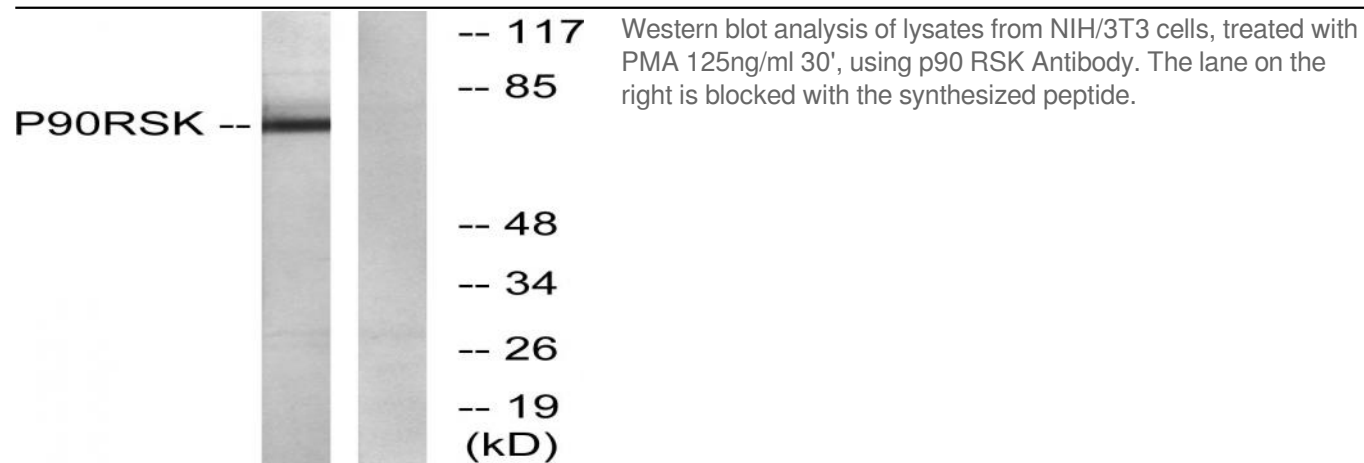 P90RSK --
-- 117
-- 85
-- 48
-- 34
-- 26
-- 19
(kD)
Western blot analysis of lysates from NIH/3T3 cells, treated with
PMA 125ng/ml 30', using p90 RSK Antibody. The lane on the
right is blocked with the synthesized peptide.